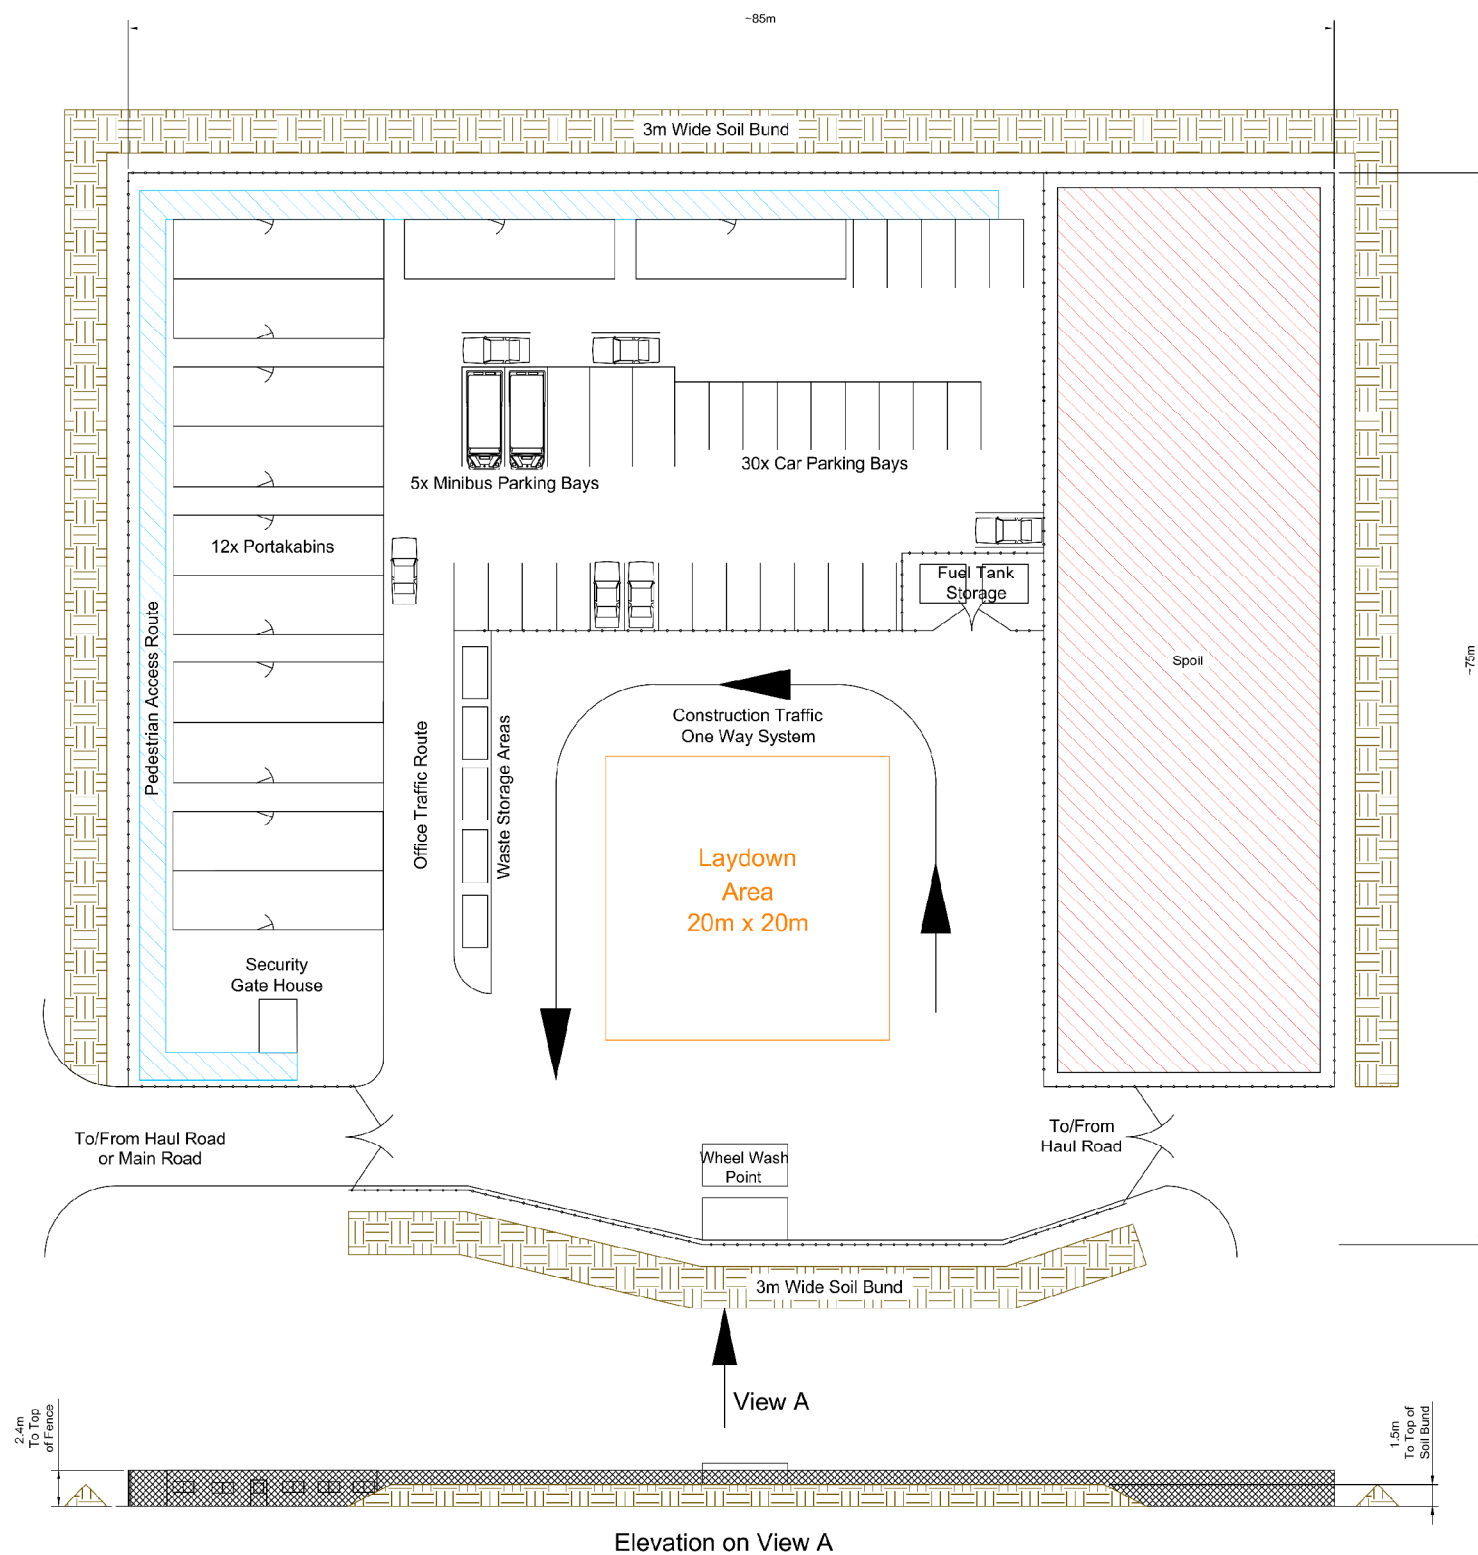 ~85m
3m Wide Soil Bund
30x Car Parking Bays
5x Minibus Parking Bays
12x Portakabins
Fuel Tank
Storage
Pedestrian Access Route
Office Traffic Route
Waste Storage Areas
Construction Traffic
One Way System
Spoil
~75m
Laydown
Area
20m x 20m
Security
Gate House
To/From Haul Road
or Main Road
To/From
Haul Road
Wheel Wash
Point
3m Wide Soil Bund
View A
2.4m
To Top
of Fence
1.5m
To Top of
Soil Bund
Elevation on View A